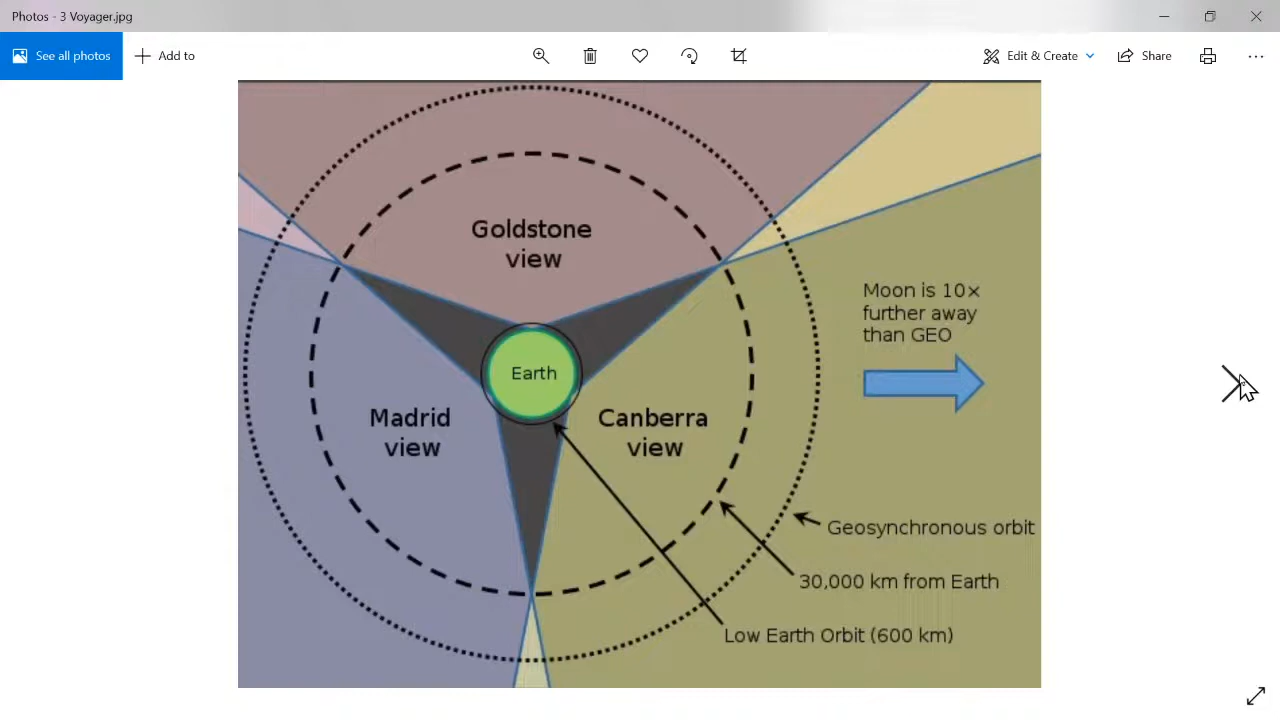 Photos - 3 Voyager.jpg
See all photos
Add to
Edit & Create
Share
Goldstone
view
Moon is 10×
further away
than GEO
Earth
Madrid
view
Canberra
view
Geosynchronous orbit
30,000 km from Earth
Low Earth Orbit (600 km)